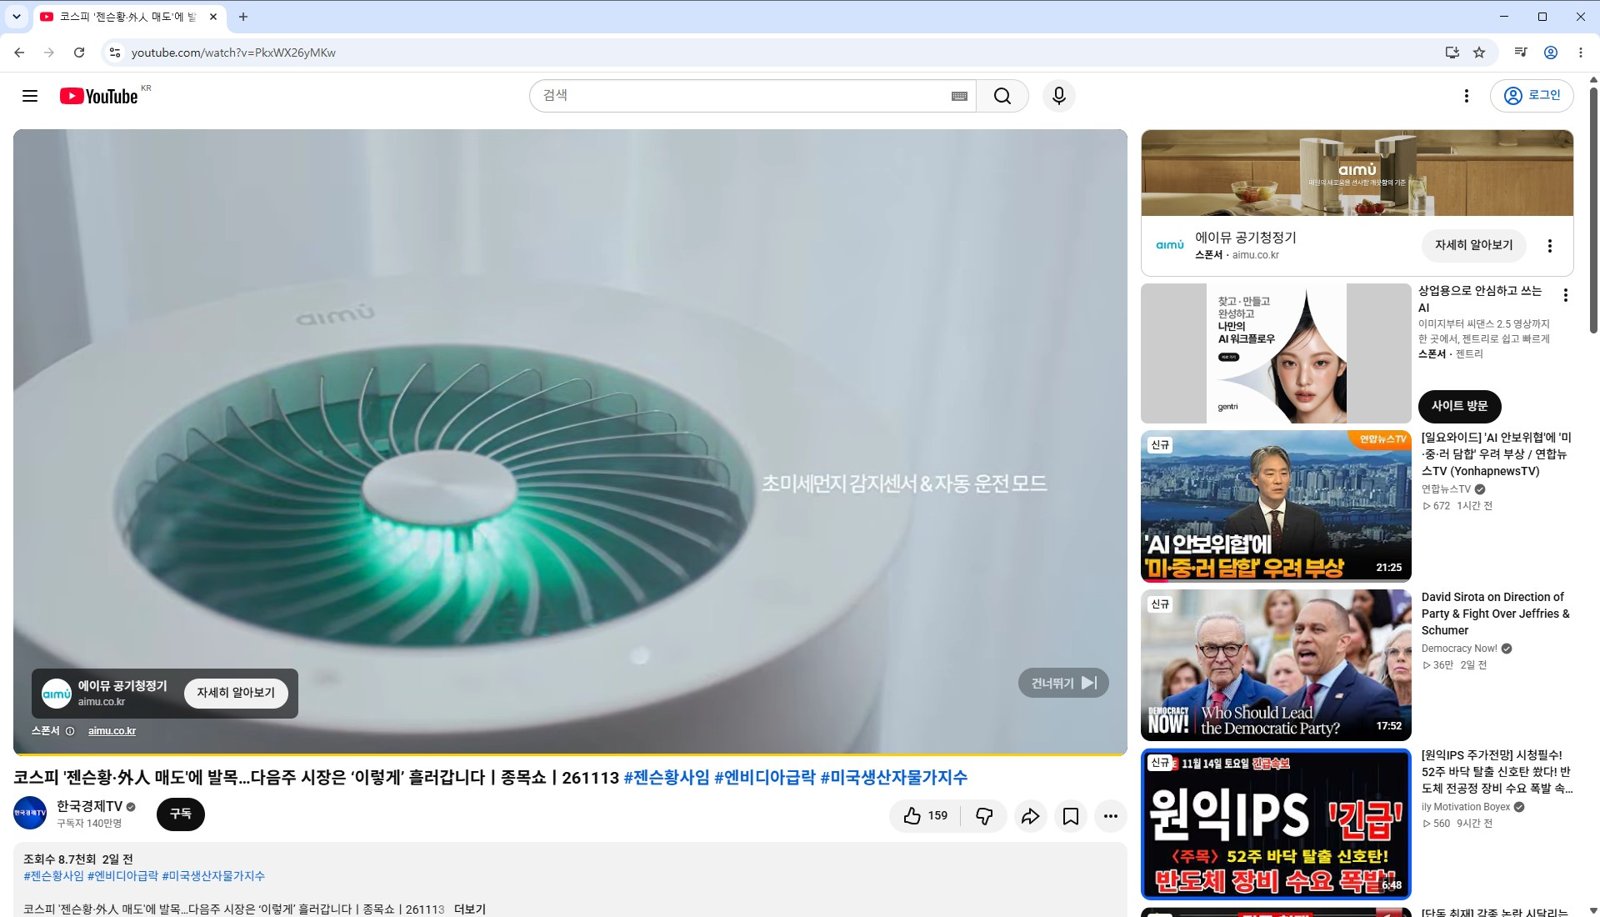 코스피 '젠슨황·外人 매도'에 발
youtube.com/watch?v=PkxWX26yMKw
YouTube KR
검색
로그인
aimu
초미세먼지 감지센서 & 자동 운전 모드
에이뮤 공기청정기
aimu.co.kr
자세히 알아보기
건너뛰기
스폰서
aimu.co.kr
코스피 '젠슨황·外人 매도'에 발목...다음주 시장은 ‘이렇게’ 흘러갑니다 | 종목쇼 | 261113 #젠슨황사임 #엔비디아급락 #미국생산자물가지수
한국경제TV
한국경제TV
구독자 140만명
구독
159
조회수 8.7천회 2일 전
#젠슨황사임 #엔비디아급락 #미국생산자물가지수
코스피 '젠슨황·外人 매도'에 발목...다음주 시장은 ‘이렇게’ 흘러갑니다 | 종목쇼 | 261113 더보기
aimu
aimu
에이뮤 공기청정기
스폰서 · aimu.co.kr
자세히 알아보기
찾고 · 만들고
완성하고
나만의
AI 워크플로우
gentri
상업용으로 안심하고 쓰는
AI
이미지부터 씨댄스 2.5 영상까지
한 곳에서, 젠트리로 쉽고 빠르게
스폰서 · 젠트리
사이트 방문
신규
연합뉴스TV
'AI 안보위협'에
'미·중·러 담합' 우려 부상
21:25
[일요와이드] 'AI 안보위협'에 '미
·중·러 담합' 우려 부상 / 연합뉴
스TV (YonhapnewsTV)
연합뉴스TV
672 1시간 전
신규
DEMOCRACY NOW!
Who Should Lead
the Democratic Party?
17:52
David Sirota on Direction of
Party & Fight Over Jeffries &
Schumer
Democracy Now!
36만 2일 전
신규
11월 14일 토요일 긴급속보
원익IPS '긴급'
〈주목〉 52주 바닥 탈출 신호탄!
반도체 장비 수요 폭발!
6:48
[원익IPS 주가전망] 시청필수!
52주 바닥 탈출 신호탄 쐈다! 반
도체 전공정 장비 수요 폭발 속...
ily Motivation Boyex
560 9시간 전
[단독 취재] 각종 논란 시달리는